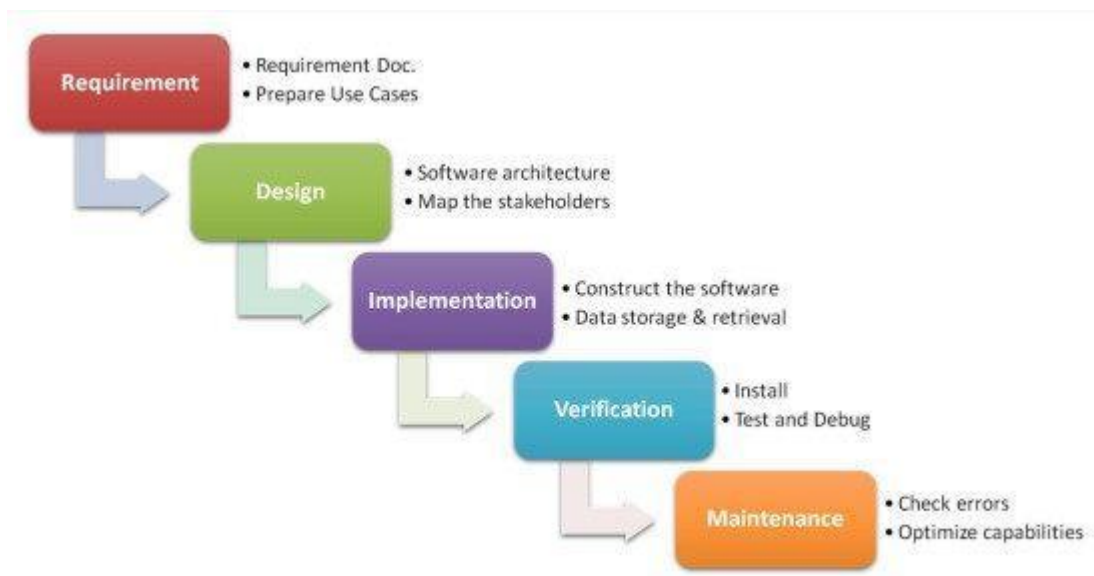 Requirement
• Requirement Doc.
• Prepare Use Cases
Design
• Software architecture
• Map the stakeholders
Implementation
• Construct the software
• Data storage & retrieval
Verification
• Install
• Test and Debug
Maintenance
• Check errors
• Optimize capabilities